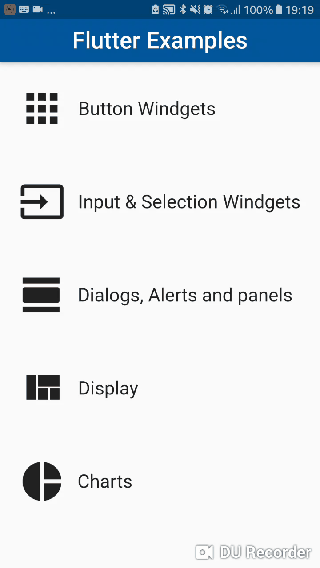 ... 100% 19:19
Flutter Examples
Button Windgets
Input & Selection Windgets
Dialogs, Alerts and panels
Display
Charts
DU Recorder